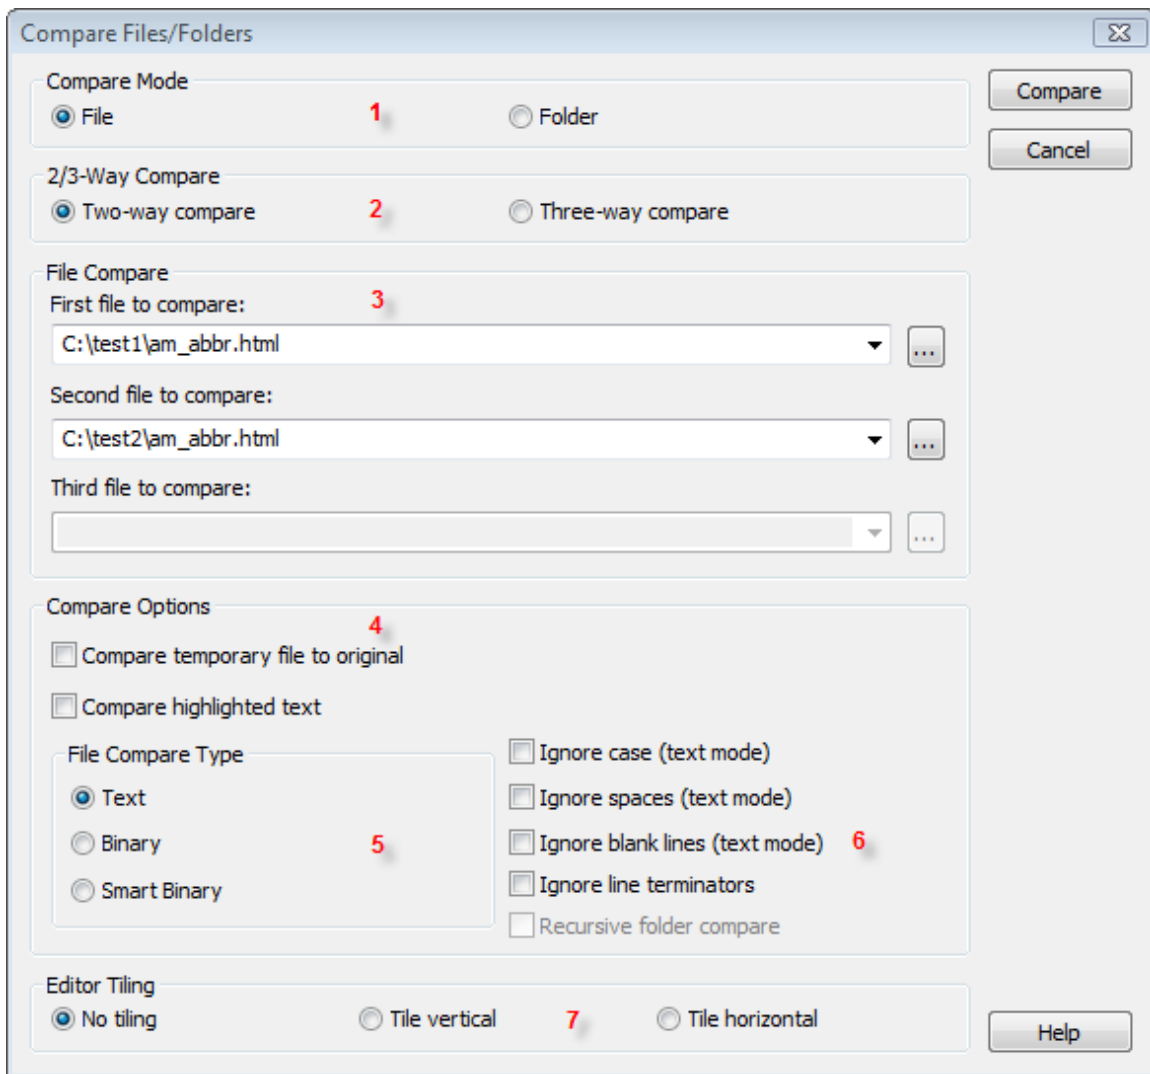 Compare Files/Folders
Compare Mode
File 1 Folder
Compare
Cancel
2/3-Way Compare
Two-way compare 2 Three-way compare
File Compare
First file to compare: 3
C:\test1\am_abbr.html ...
Second file to compare:
C:\test2\am_abbr.html ...
Third file to compare:
...
Compare Options
4
Compare temporary file to original
Compare highlighted text
File Compare Type
Text
Binary 5
Smart Binary
Ignore case (text mode)
Ignore spaces (text mode)
Ignore blank lines (text mode) 6
Ignore line terminators
Recursive folder compare
Editor Tiling
No tiling Tile vertical 7 Tile horizontal
Help